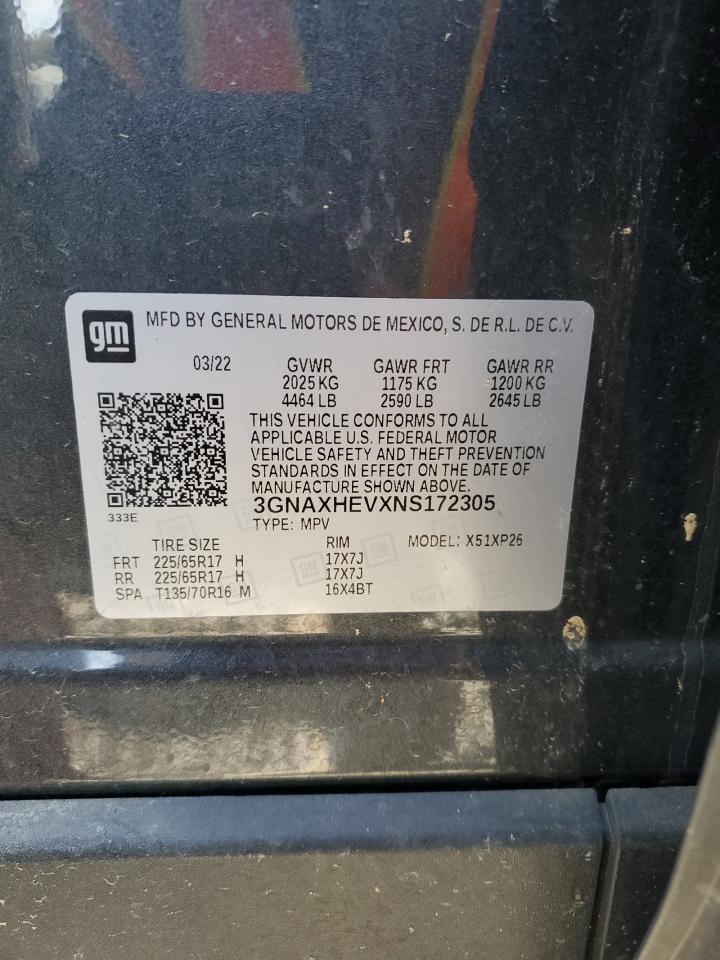 gm
MFD BY GENERAL MOTORS DE MEXICO, S. DE R.L. DE C.V.
03/22 GVWR GAWR FRT GAWR RR
2025 KG 1175 KG 1200 KG
4464 LB 2590 LB 2645 LB
THIS VEHICLE CONFORMS TO ALL
APPLICABLE U.S. FEDERAL MOTOR
VEHICLE SAFETY AND THEFT PREVENTION
STANDARDS IN EFFECT ON THE DATE OF
MANUFACTURE SHOWN ABOVE.
3GNAXHEVXNS172305
333E
TYPE: MPV
TIRE SIZE RIM MODEL: X51XP26
FRT 225/65R17 H 17X7J
RR 225/65R17 H 17X7J
SPA T135/70R16 M 16X4BT